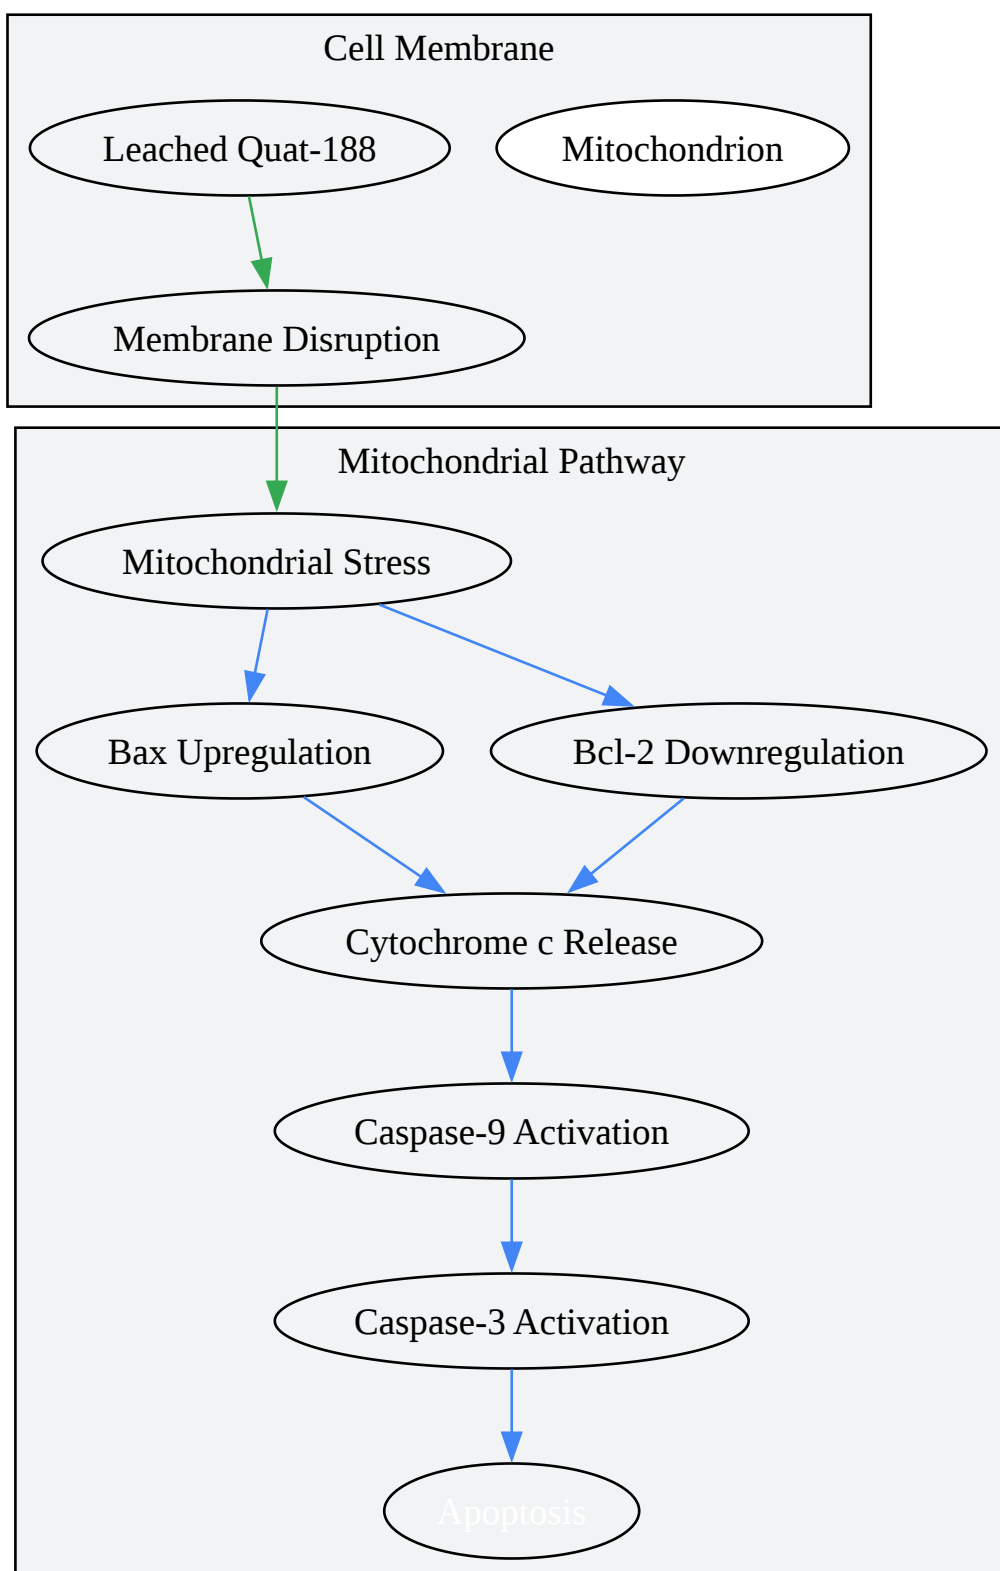 Cell Membrane
Leached Quat-188
Mitochondrion
Membrane Disruption
Mitochondrial Pathway
Mitochondrial Stress
Bax Upregulation
Bcl-2 Downregulation
Cytochrome c Release
Caspase-9 Activation
Caspase-3 Activation
Apoptosis